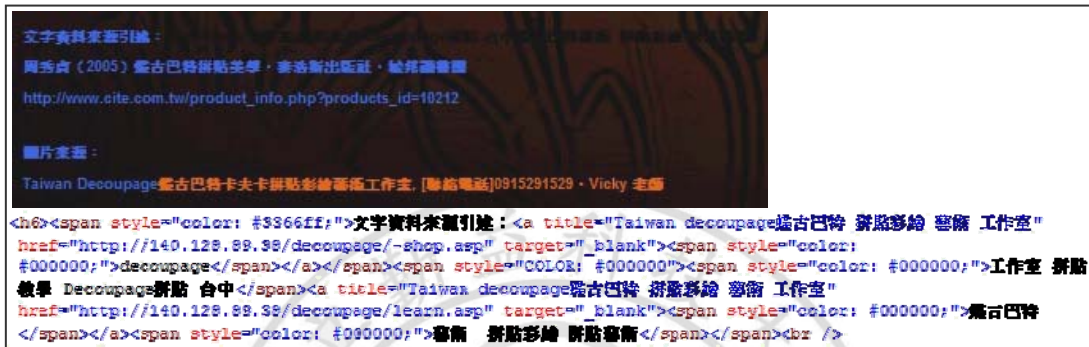 文字資料來源引述：
周秀貞（2005）蝶古巴特拼貼美學，麥浩斯出版社，
http://www.cite.com.tw/product_info.php?products_id=10212
圖片來源：
Taiwan Decoupage蝶古巴特卡夫卡拼貼彩繪藝術工作室, [聯絡電話]0915291529，Vicky 老師
<h6><span style="color: #3366ff;">文字資料來源引述：<a title="Taiwan decoupage蝶古巴特 拼貼彩繪 藝術 工作室"
href="http://140.128.89.39/decoupage/-shop.asp" target="_blank"><span style="color:
#000000;">decoupage</span></a></span><span style="COLOR: #000000"><span style="color: #000000;">工作室 拼貼
教學 Decoupage拼貼 台中</span><a title="Taiwan decoupage蝶古巴特 拼貼彩繪 藝術 工作室"
href="http://140.128.89.39/decoupage/learn.asp" target="_blank"><span style="color: #000000;">蝶古巴特
</span></a><span style="color: #000000;">藝術 拼貼彩繪 拼貼藝術</span></span><br />